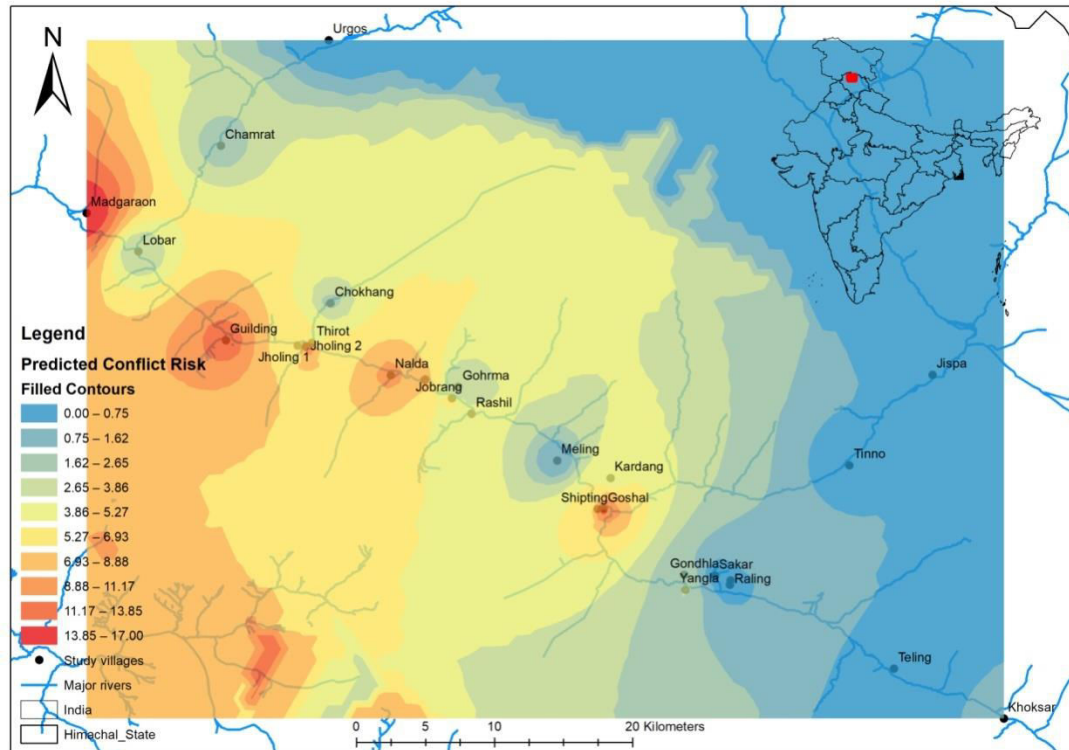 N
Urgos
Chamrat
Madgaraon
Lobar
Chokhang
Guilding
Thirot
Jholing 2
Jholing 1
Nalda
Gohrma
Jobrang
Rashil
Jispa
Meling
Tinno
Kardang
Shipting
Goshal
Gondhla
Sakar
Yangla
Raling
Teling
Khoksar
Legend
Predicted Conflict Risk
Filled Contours
0.00 – 0.75
0.75 – 1.62
1.62 – 2.65
2.65 – 3.86
3.86 – 5.27
5.27 – 6.93
6.93 – 8.88
8.88 – 11.17
11.17 – 13.85
13.85 – 17.00
Study villages
Major rivers
India
Himachal_State
0 5 10 20 Kilometers